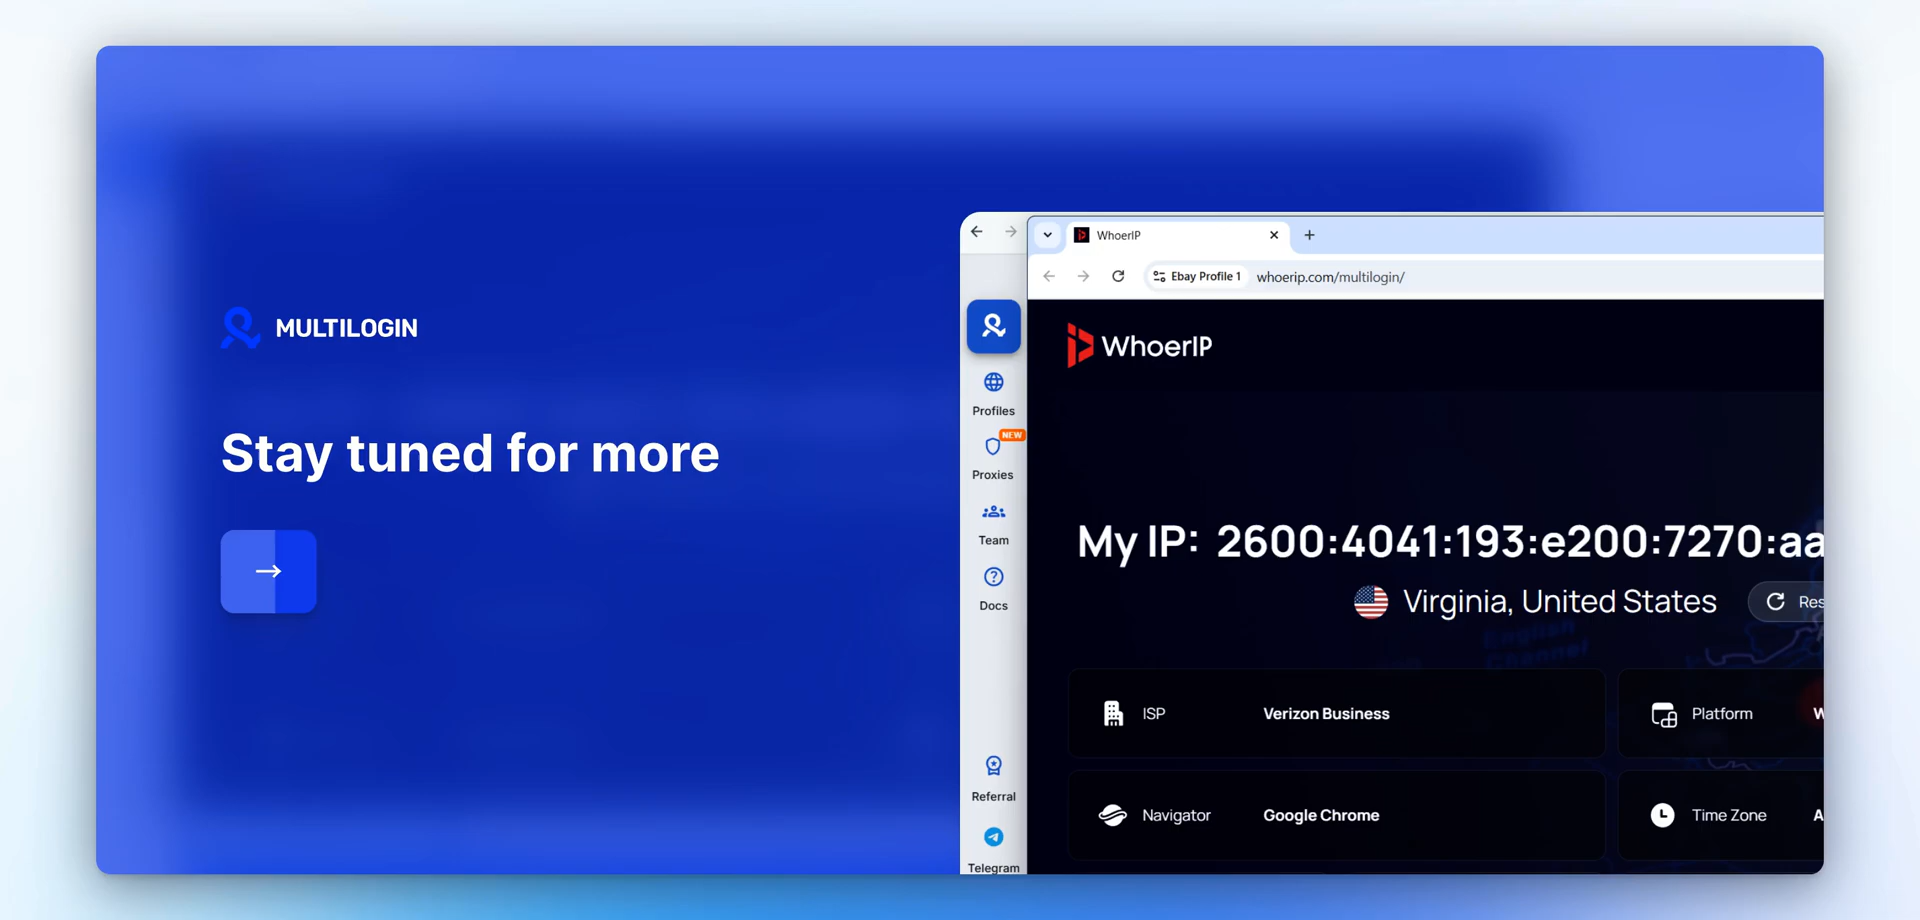 MULTILOGIN
Stay tuned for more
WhoerIP
Ebay Profile 1 whoerip.com/multilogin/
Profiles
NEW
Proxies
Team
Docs
Referral
Telegram
WhoerIP
My IP: 2600:4041:193:e200:7270:aa
Virginia, United States
Res
ISP Verizon Business
Platform W
Navigator Google Chrome
Time Zone A
English
Channel